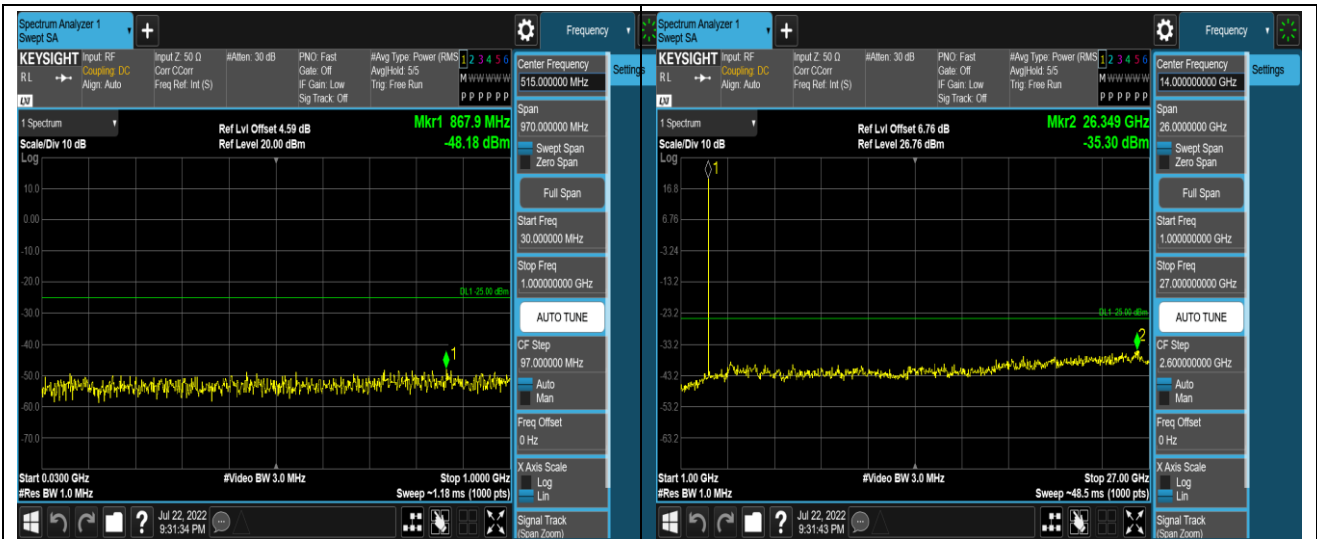 Spectrum Analyzer 1
Swept SA
Frequency
KEYSIGHT
Input: RF
Input Z: 50 Ω
#Atten: 30 dB
PNO: Fast
#Avg Type: Power (RMS
1 2 3 4 5 6
RL
Coupling: DC
Corr CCorr
Gate: Off
Avg|Hold: 5/5
M W W W W W
Align: Auto
Freq Ref: Int (S)
IF Gain: Low
Trig: Free Run
Sig Track: Off
P P P P P P
LXI
1 Spectrum
Ref Lvl Offset 4.59 dB
Mkr1 867.9 MHz
Scale/Div 10 dB
Ref Level 20.00 dBm
-48.18 dBm
Log
10.0
0.00
-10.0
-20.0
DL1 -25.00 dBm
-30.0
-40.0
1
-50.0
-60.0
-70.0
Start 0.0300 GHz
#Video BW 3.0 MHz
Stop 1.0000 GHz
#Res BW 1.0 MHz
Sweep ~1.18 ms (1000 pts)
Jul 22, 2022
9:31:34 PM
?
Settings
Center Frequency
515.000000 MHz
Span
970.000000 MHz
Swept Span
Zero Span
Full Span
Start Freq
30.000000 MHz
Stop Freq
1.000000000 GHz
AUTO TUNE
CF Step
97.000000 MHz
Auto
Man
Freq Offset
0 Hz
X Axis Scale
Log
Lin
Signal Track
(Span Zoom)
Spectrum Analyzer 1
Swept SA
Frequency
KEYSIGHT
Input: RF
Input Z: 50 Ω
#Atten: 30 dB
PNO: Fast
#Avg Type: Power (RMS
1 2 3 4 5 6
RL
Coupling: DC
Corr CCorr
Gate: Off
Avg|Hold: 5/5
M W W W W W
Align: Auto
Freq Ref: Int (S)
IF Gain: Low
Trig: Free Run
Sig Track: Off
P P P P P P
LXI
1 Spectrum
Ref Lvl Offset 6.76 dB
Mkr2 26.349 GHz
Scale/Div 10 dB
Ref Level 26.76 dBm
-35.30 dBm
Log
1
16.8
6.76
-3.24
-13.2
-23.2
DL1 -25.00 dBm
-33.2
2
-43.2
-53.2
-63.2
Start 1.00 GHz
#Video BW 3.0 MHz
Stop 27.00 GHz
#Res BW 1.0 MHz
Sweep ~48.5 ms (1000 pts)
Jul 22, 2022
9:31:43 PM
?
Settings
Center Frequency
14.000000000 GHz
Span
26.0000000 GHz
Swept Span
Zero Span
Full Span
Start Freq
1.000000000 GHz
Stop Freq
27.000000000 GHz
AUTO TUNE
CF Step
2.600000000 GHz
Auto
Man
Freq Offset
0 Hz
X Axis Scale
Log
Lin
Signal Track
(Span Zoom)